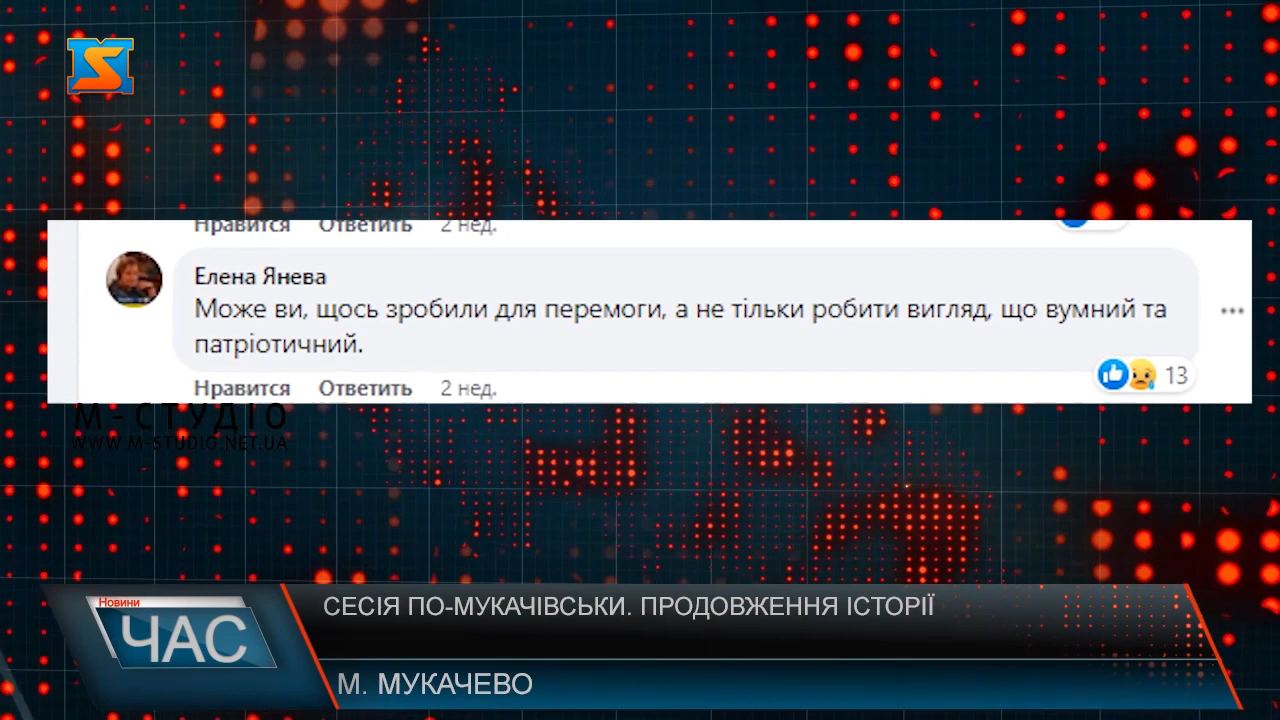 Нравится Ответить 2 нед.
Елена Янева
Може ви, щось зробили для перемоги, а не тільки робити вигляд, що вумний та
патріотичний.
13
Нравится Ответить 2 нед.
М-СТУДІО
WWW.M-STUDIO.NET.UA
Новини
ЧАС
СЕСІЯ ПО-МУКАЧІВСЬКИ. ПРОДОВЖЕННЯ ІСТОРІЇ
М. МУКАЧЕВО